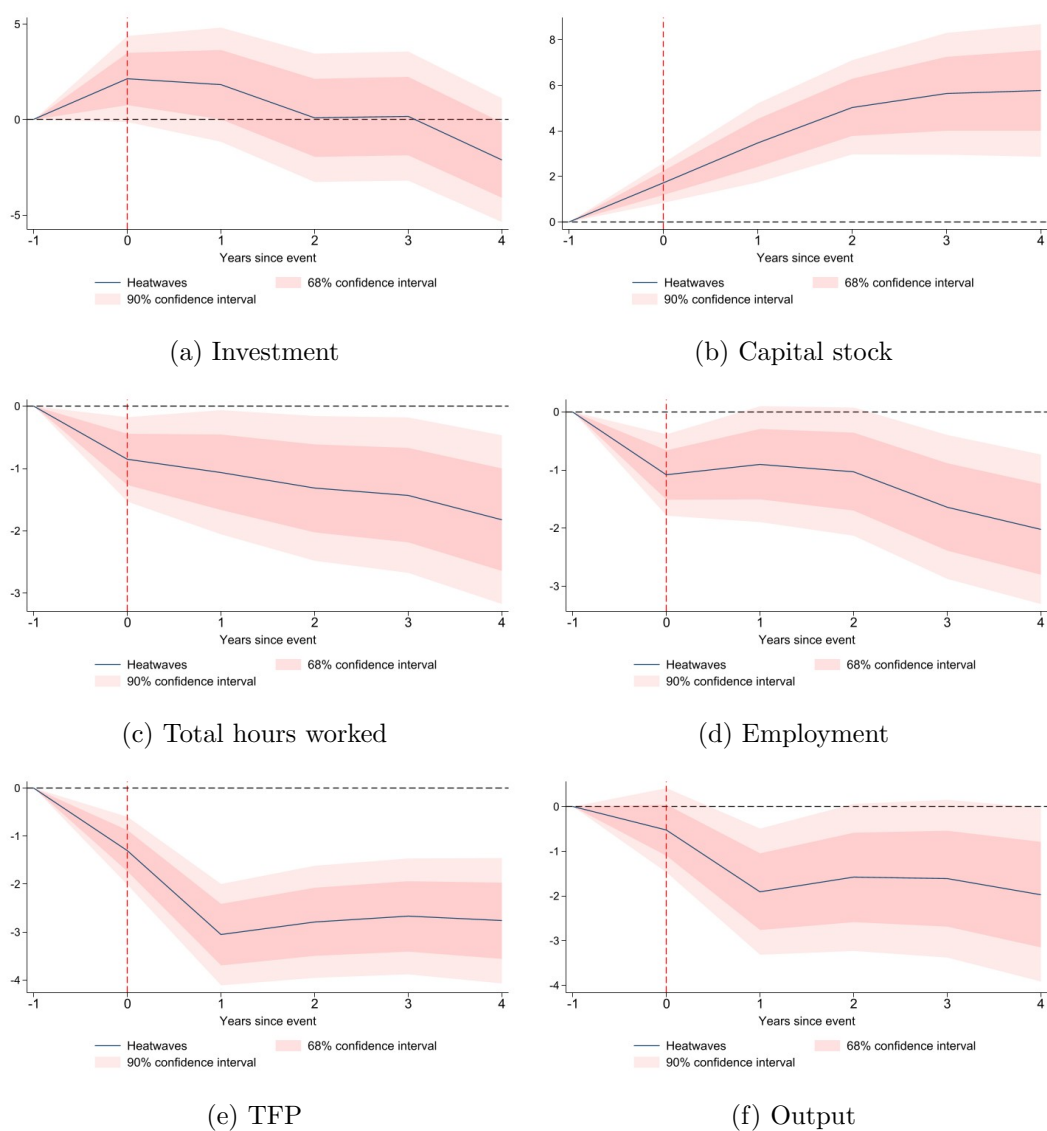 5
0
-5
-1 0 1 2 3 4
Years since event
Heatwaves 68% confidence interval
90% confidence interval
(a) Investment
8
6
4
2
0
-1 0 1 2 3 4
Years since event
Heatwaves 68% confidence interval
90% confidence interval
(b) Capital stock
0
-1
-2
-3
-1 0 1 2 3 4
Years since event
Heatwaves 68% confidence interval
90% confidence interval
(c) Total hours worked
0
-1
-2
-3
-1 0 1 2 3 4
Years since event
Heatwaves 68% confidence interval
90% confidence interval
(d) Employment
0
-1
-2
-3
-4
-1 0 1 2 3 4
Years since event
Heatwaves 68% confidence interval
90% confidence interval
(e) TFP
0
-1
-2
-3
-4
-1 0 1 2 3 4
Years since event
Heatwaves 68% confidence interval
90% confidence interval
(f) Output